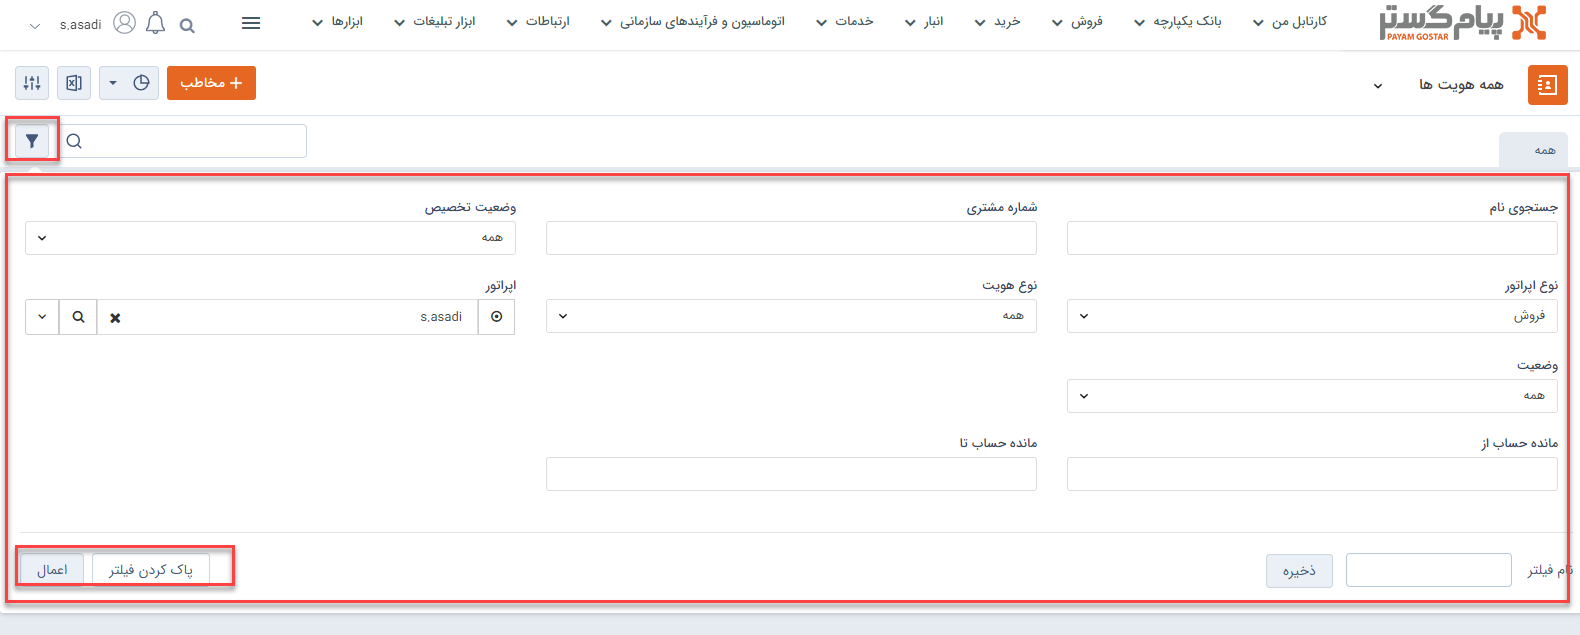 پیام گستر
PAYAM GOSTAR
کارتابل من
بانک یکپارچه
فروش
خرید
انبار
خدمات
اتوماسیون و فرآیندهای سازمانی
ارتباطات
ابزار تبلیغات
ابزارها
s.asadi
همه هویت ها
+ مخاطب
همه
جستجوی نام
شماره مشتری
وضعیت تخصیص
همه
نوع اپراتور
نوع هویت
اپراتور
فروش
همه
s.asadi
وضعیت
همه
مانده حساب از
مانده حساب تا
نام فیلتر
ذخیره
پاک کردن فیلتر
اعمال